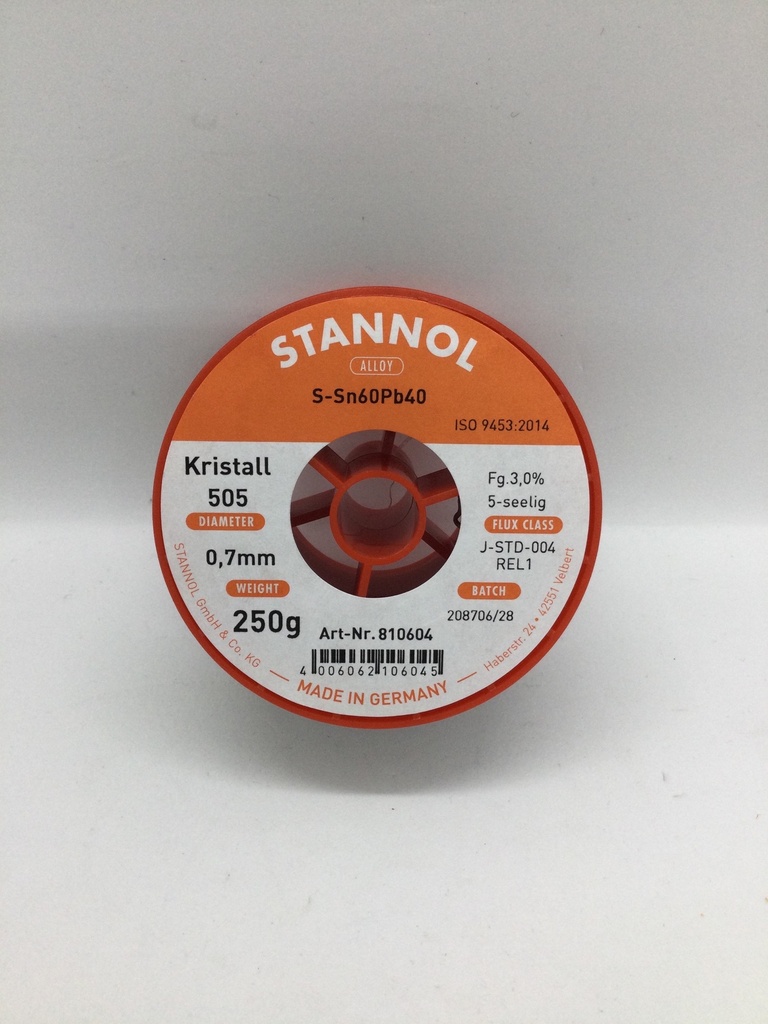 STANNOL
ALLOY
S-Sn60Pb40
ISO 9453:2014
Kristall
505
DIAMETER
0,7mm
WEIGHT
250g
Fg.3,0%
5-seelig
FLUX CLASS
J-STD-004
REL1
BATCH
208706/28
Art-Nr. 810604
4 006062 106045
STANNOL GmbH & Co. KG — MADE IN GERMANY — Haberstr. 24 • 42551 Velbert